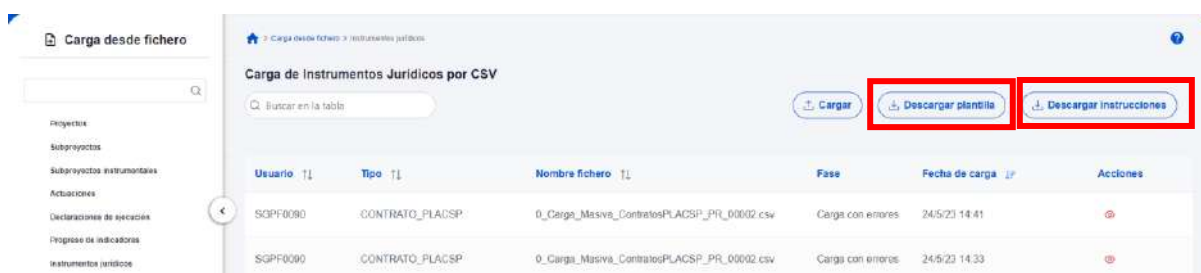 Carga desde fichero
> Carga desde fichero > Instrumentos jurídicos
Carga de Instrumentos Jurídicos por CSV
Buscar en la tabla
Cargar
Descargar plantilla
Descargar instrucciones
Proyectos
Subproyectos
Subproyectos instrumentales
Actuaciones
Declaraciones de ejecución
Progreso de indicadores
Instrumentos jurídicos
Usuario Tipo Nombre fichero Fase Fecha de carga Acciones
SGPF0090 CONTRATO_PLACSP 0_Carga_Masiva_ContratosPLACSP_PR_00002.csv Carga con errores 24/5/23 14:41
SGPF0090 CONTRATO_PLACSP 0_Carga_Masiva_ContratosPLACSP_PR_00002.csv Carga con errores 24/5/23 14:33